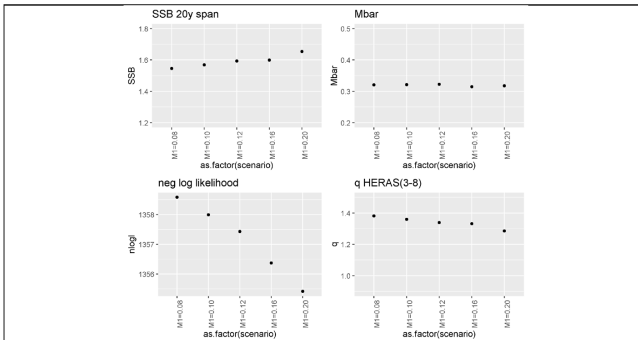 SSB 20y span
1.8
1.6
1.4
1.2
SSB
M1=0.08
M1=0.10
M1=0.12
M1=0.16
M1=0.20
as.factor(scenario)
Mbar
0.5
0.4
0.3
0.2
Mbar
M1=0.08
M1=0.10
M1=0.12
M1=0.16
M1=0.20
as.factor(scenario)
neg log likelihood
1358
1357
1356
nlogl
M1=0.08
M1=0.10
M1=0.12
M1=0.16
M1=0.20
as.factor(scenario)
q HERAS(3-8)
1.4
1.2
1.0
q
M1=0.08
M1=0.10
M1=0.12
M1=0.16
M1=0.20
as.factor(scenario)